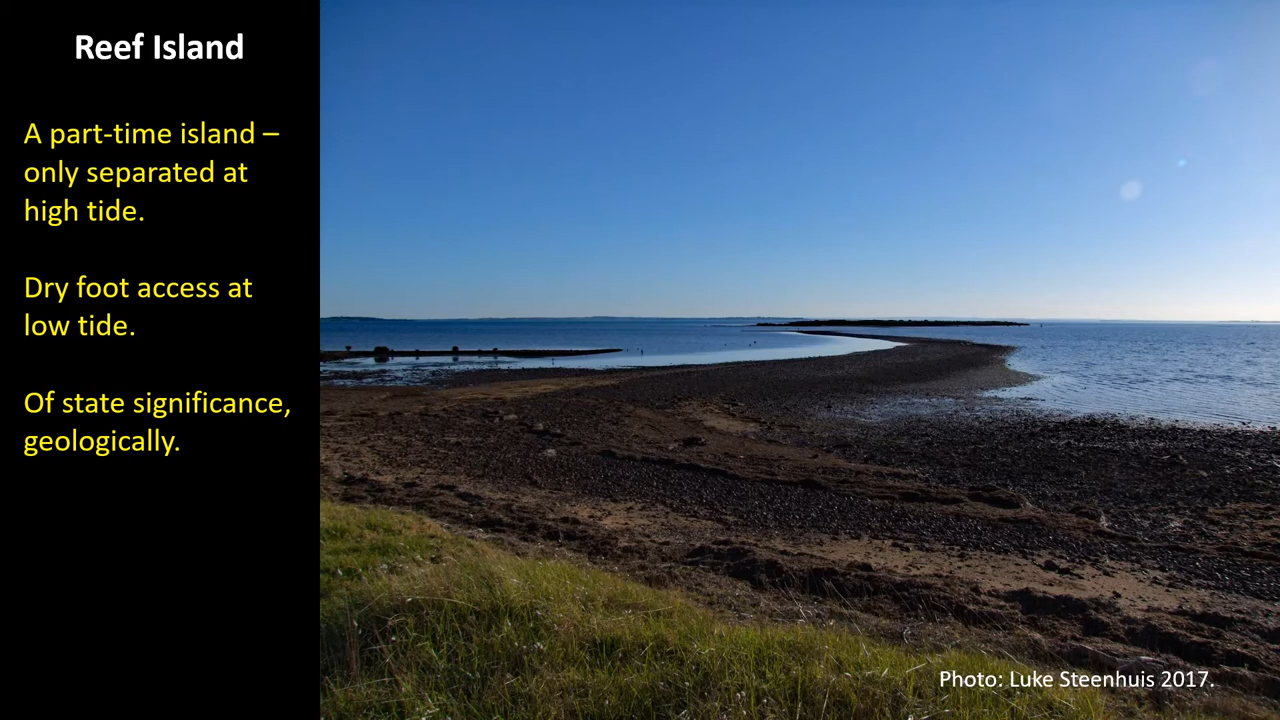 Reef Island
A part-time island –
only separated at
high tide.
Dry foot access at
low tide.
Of state significance,
geologically.
Photo: Luke Steenhuis 2017.